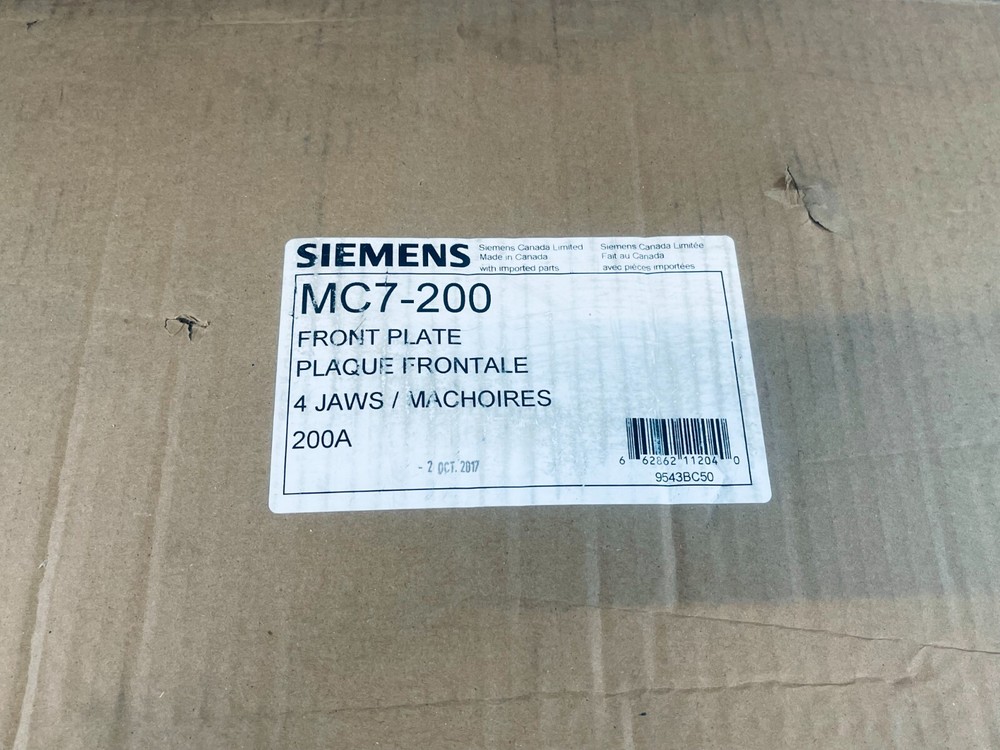 SIEMENS
Siemens Canada Limited
Made in Canada
with imported parts
Siemens Canada Limitée
Fait au Canada
avec pièces importées
MC7-200
FRONT PLATE
PLAQUE FRONTALE
4 JAWS / MACHOIRES
200A
- 2 OCT. 2017
6 62862 11204 0
9543BC50